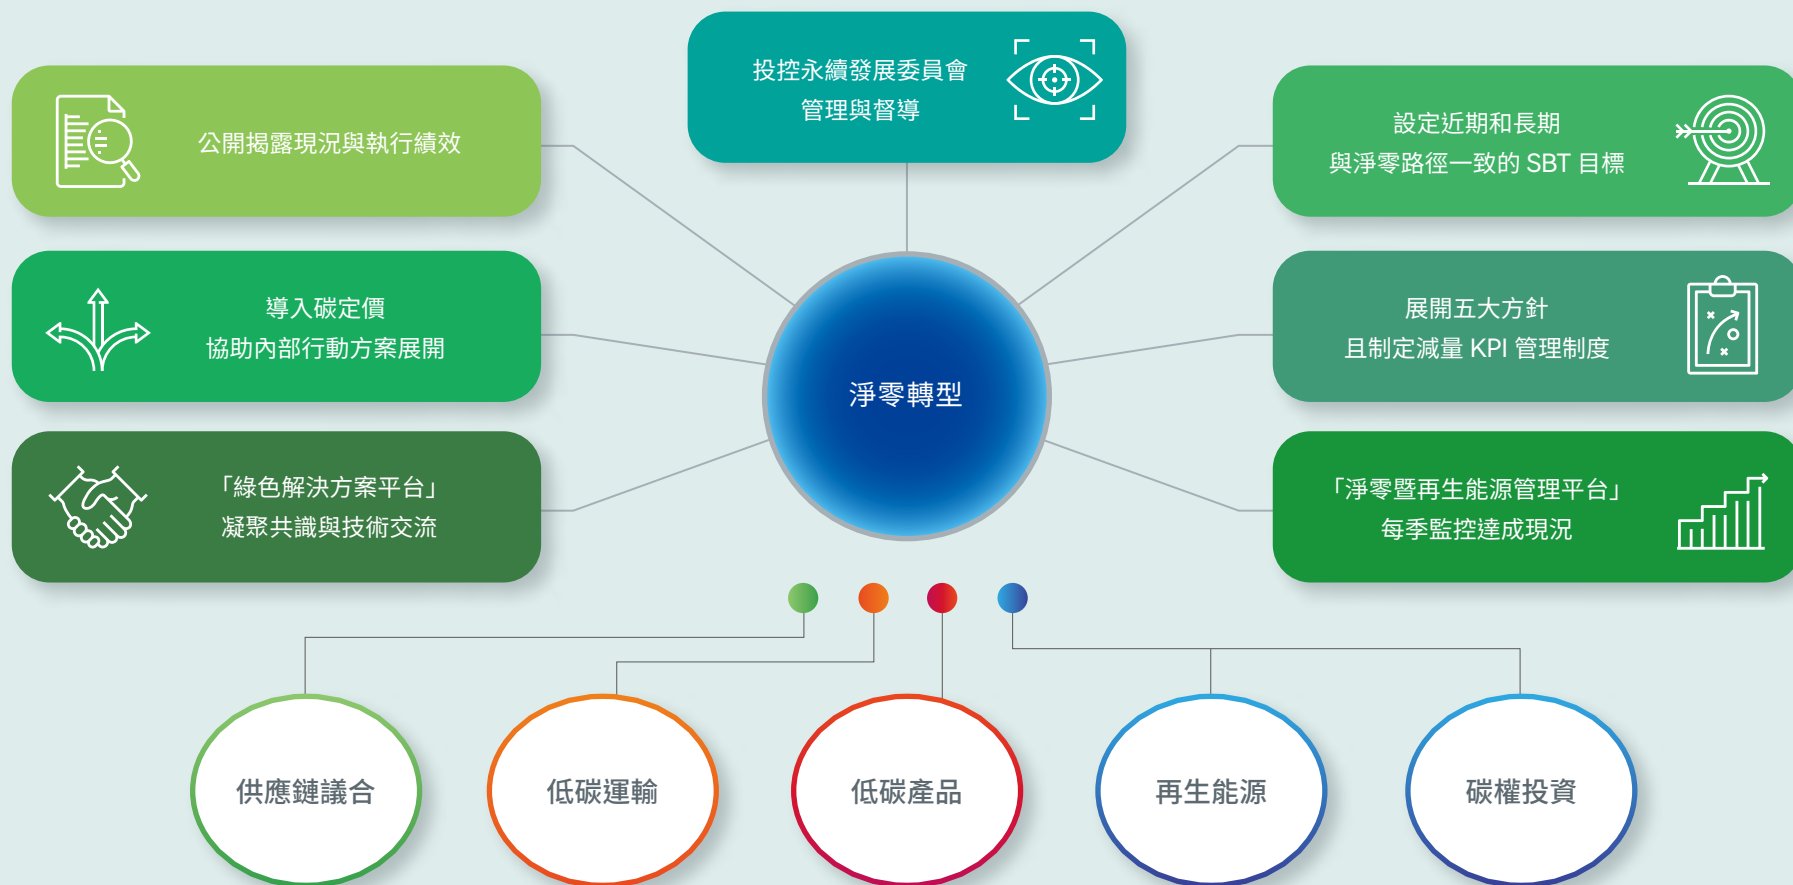 投控永續發展委員會
管理與督導
公開揭露現況與執行績效
設定近期和長期
與淨零路徑一致的 SBT 目標
導入碳定價
協助內部行動方案展開
展開五大方針
且制定減量 KPI 管理制度
淨零轉型
「綠色解決方案平台」
凝聚共識與技術交流
「淨零暨再生能源管理平台」
每季監控達成現況
供應鏈議合
低碳運輸
低碳產品
再生能源
碳權投資